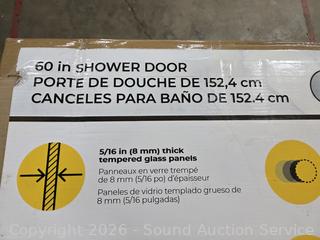 60 in SHOWER DOOR
PORTE DE DOUCHE DE 152,4 cm
CANCELES PARA BAÑO DE 152.4 cm
5/16 in (8 mm) thick
tempered glass panels
Panneaux en verre trempé
de 8 mm (5/16 po) d'épaisseur
Paneles de vidrio templado grueso de
8 mm (5/16 pulgadas)
Copyright 2026 - Sound Auction Service